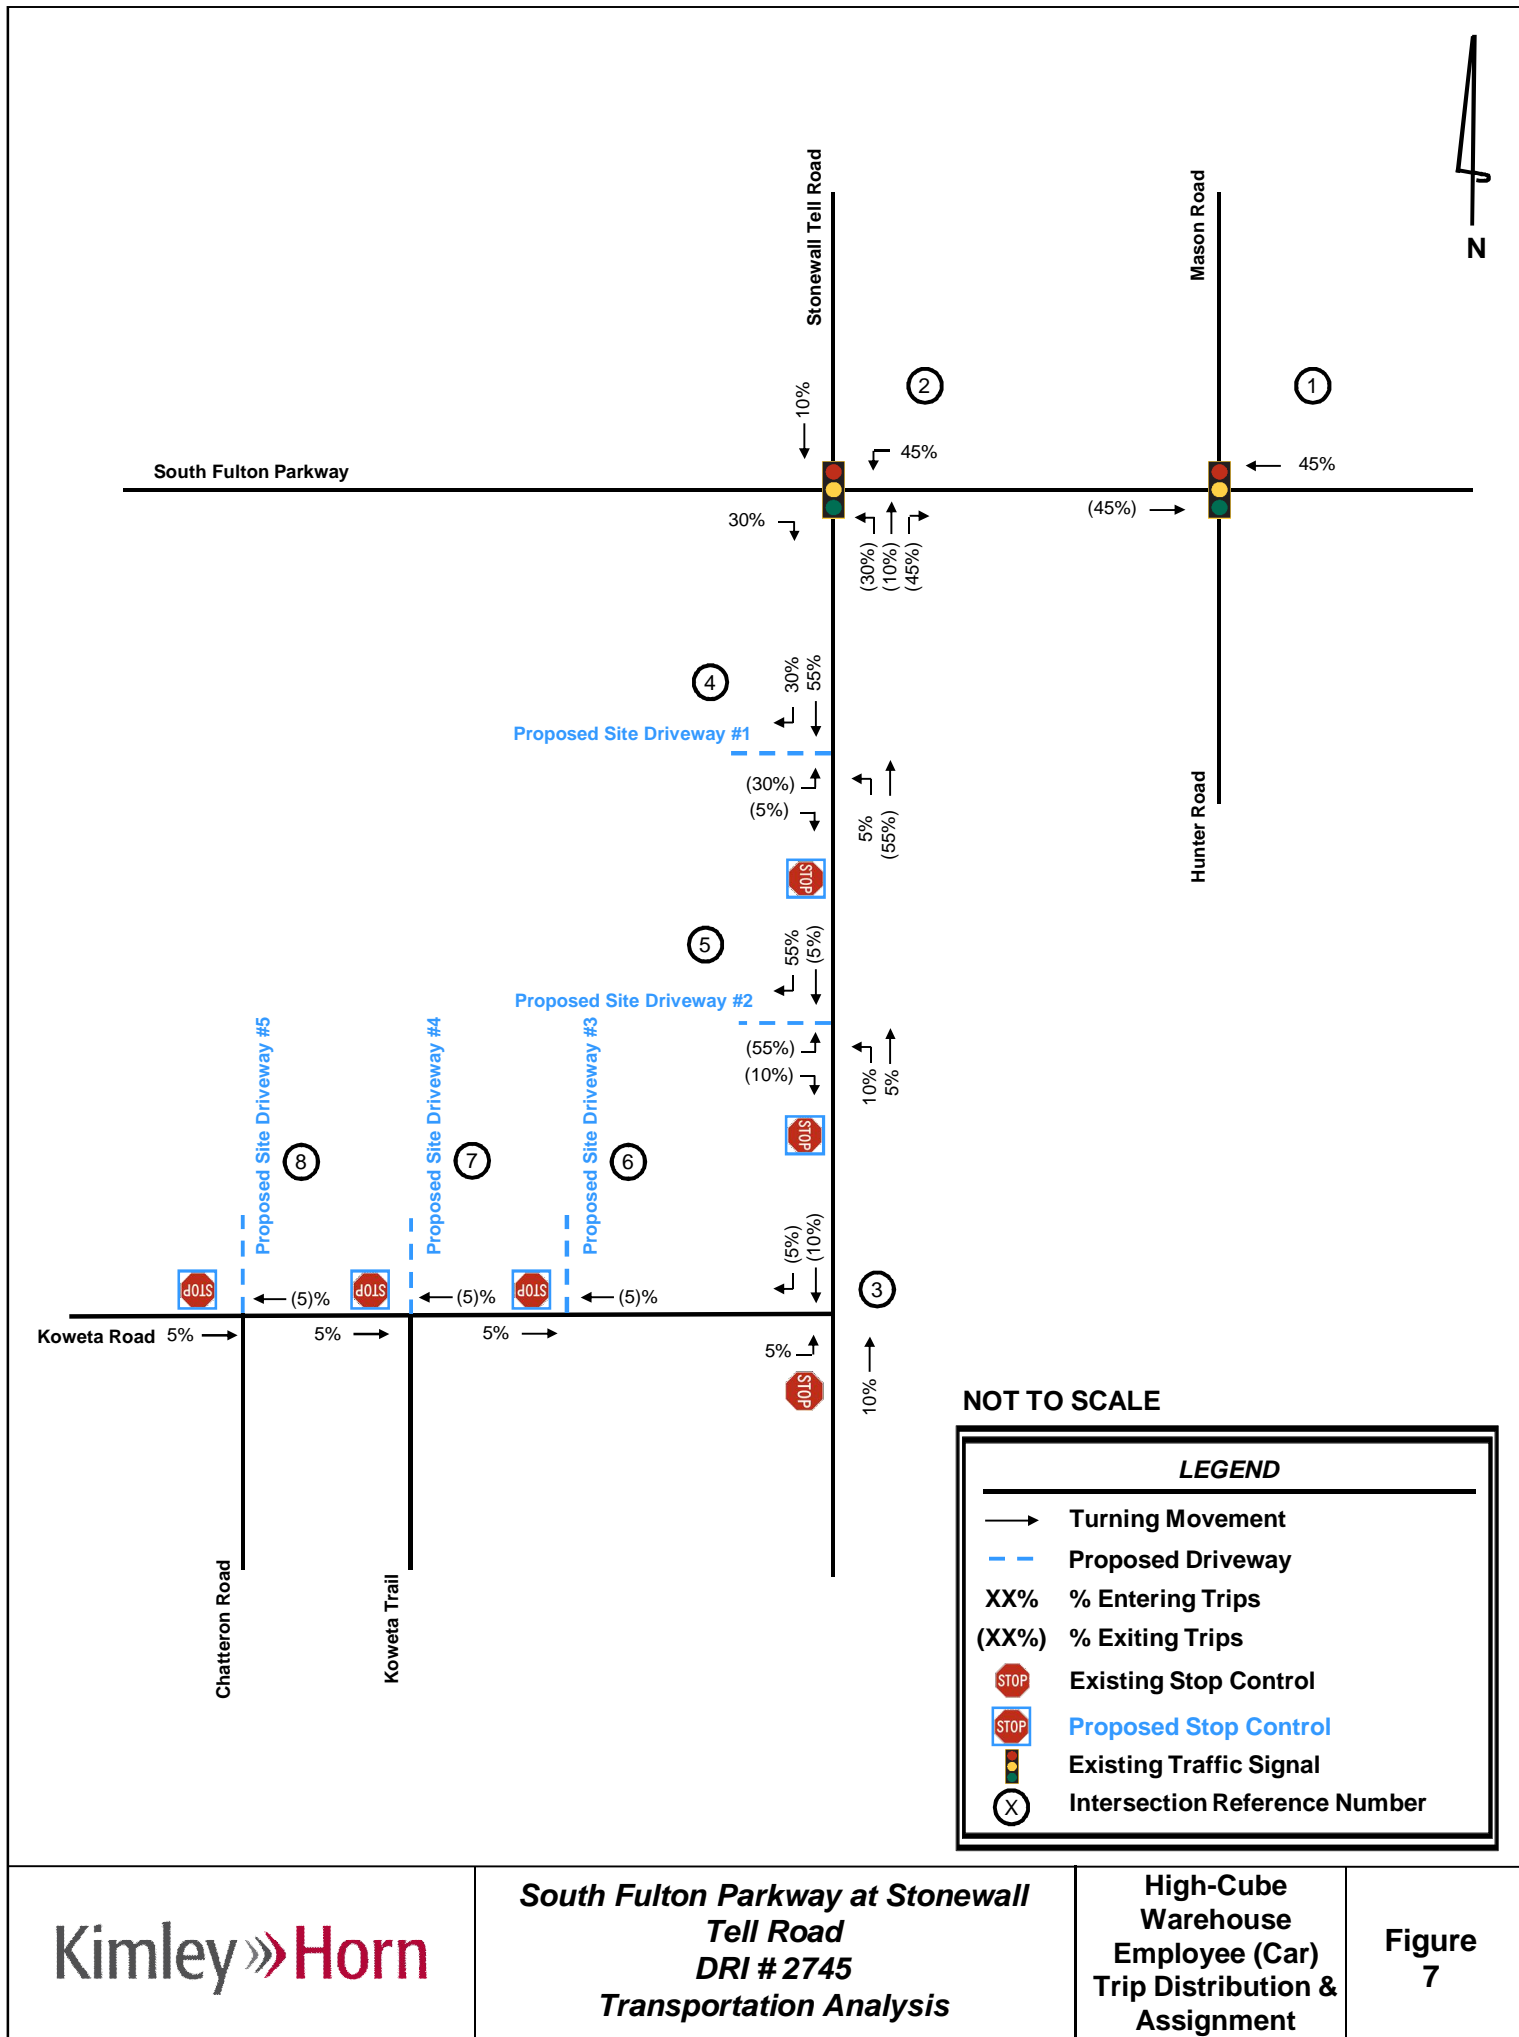 N
Stonewall Tell Road
Mason Road
2
1
10%
45%
45%
South Fulton Parkway
30%
(45%)
(30%)
(10%)
(45%)
4
30%
55%
Proposed Site Driveway #1
(30%)
(5%)
5%
(55%)
Hunter Road
STOP
5
55%
(5%)
Proposed Site Driveway #2
(55%)
(10%)
10%
5%
STOP
Proposed Site Driveway #5
8
Proposed Site Driveway #4
7
Proposed Site Driveway #3
6
(5%)
(10%)
3
STOP
(5)%
STOP
(5)%
STOP
(5)%
Koweta Road
5%
5%
5%
5%
STOP
10%
Chatteron Road
Koweta Trail
NOT TO SCALE
LEGEND
Turning Movement
Proposed Driveway
XX% % Entering Trips
(XX%) % Exiting Trips
STOP Existing Stop Control
STOP Proposed Stop Control
Existing Traffic Signal
X Intersection Reference Number
Kimley Horn
South Fulton Parkway at Stonewall
Tell Road
DRI # 2745
Transportation Analysis
High-Cube
Warehouse
Employee (Car)
Trip Distribution &
Assignment
Figure
7